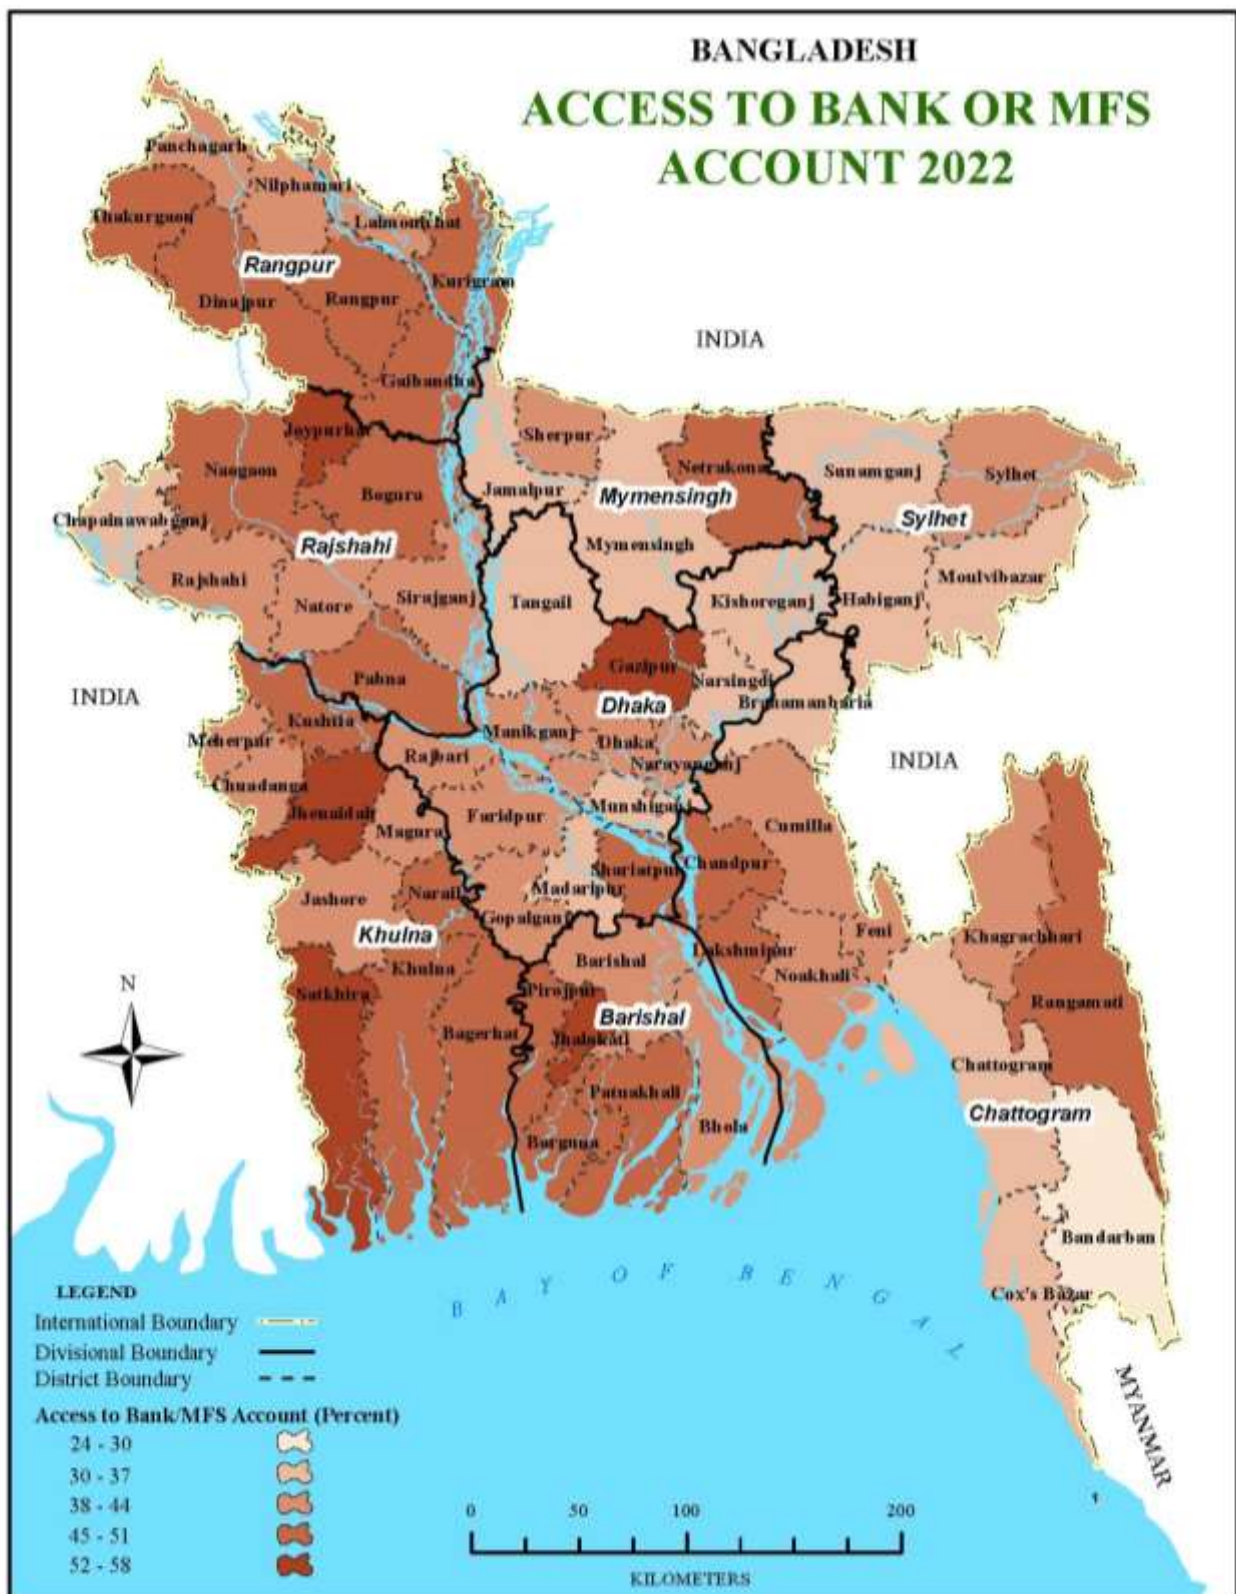 BANGLADESH
ACCESS TO BANK OR MFS
ACCOUNT 2022
Panchagarh
Nilphamari
Thakurgaon
Lalmonirhat
Rangpur
Kurigram
Dinajpur
Rangpur
INDIA
Gaibandha
Joypurhat
Sherpur
Naogaon
Netrakona
Sunamganj
Sylhet
Bogura
Jamalpur
Mymensingh
Chapainawabganj
Sylhet
Rajshahi
Mymensingh
Rajshahi
Moulvibazar
Natore
Sirajganj
Tangail
Kishoreganj
Habiganj
Gazipur
Pabna
Narsingdi
INDIA
Dhaka
Brahamanbaria
Kushtia
Manikganj
Meherpur
Dhaka
Rajbari
Narayanganj
INDIA
Chuadanga
Jhenaidah
Munshiganj
Faridpur
Magura
Cumilla
Shariatpur
Chandpur
Jashore
Narail
Madaripur
Gopalganj
Khulna
Feni
Khagrachhari
Khulna
Barishal
Lakshmipur
Noakhali
N
Satkhira
Pirojpur
Rangamati
Barishal
Bagerhat
Jhalokati
Chattogram
Patuakhali
Chattogram
Bhola
Barguna
Bandarban
BAY OF BENGAL
Cox's Bazar
MYANMAR
LEGEND
International Boundary
Divisional Boundary
District Boundary
Access to Bank/MFS Account (Percent)
24 - 30
30 - 37
38 - 44
45 - 51
52 - 58
0 50 100 200
KILOMETERS